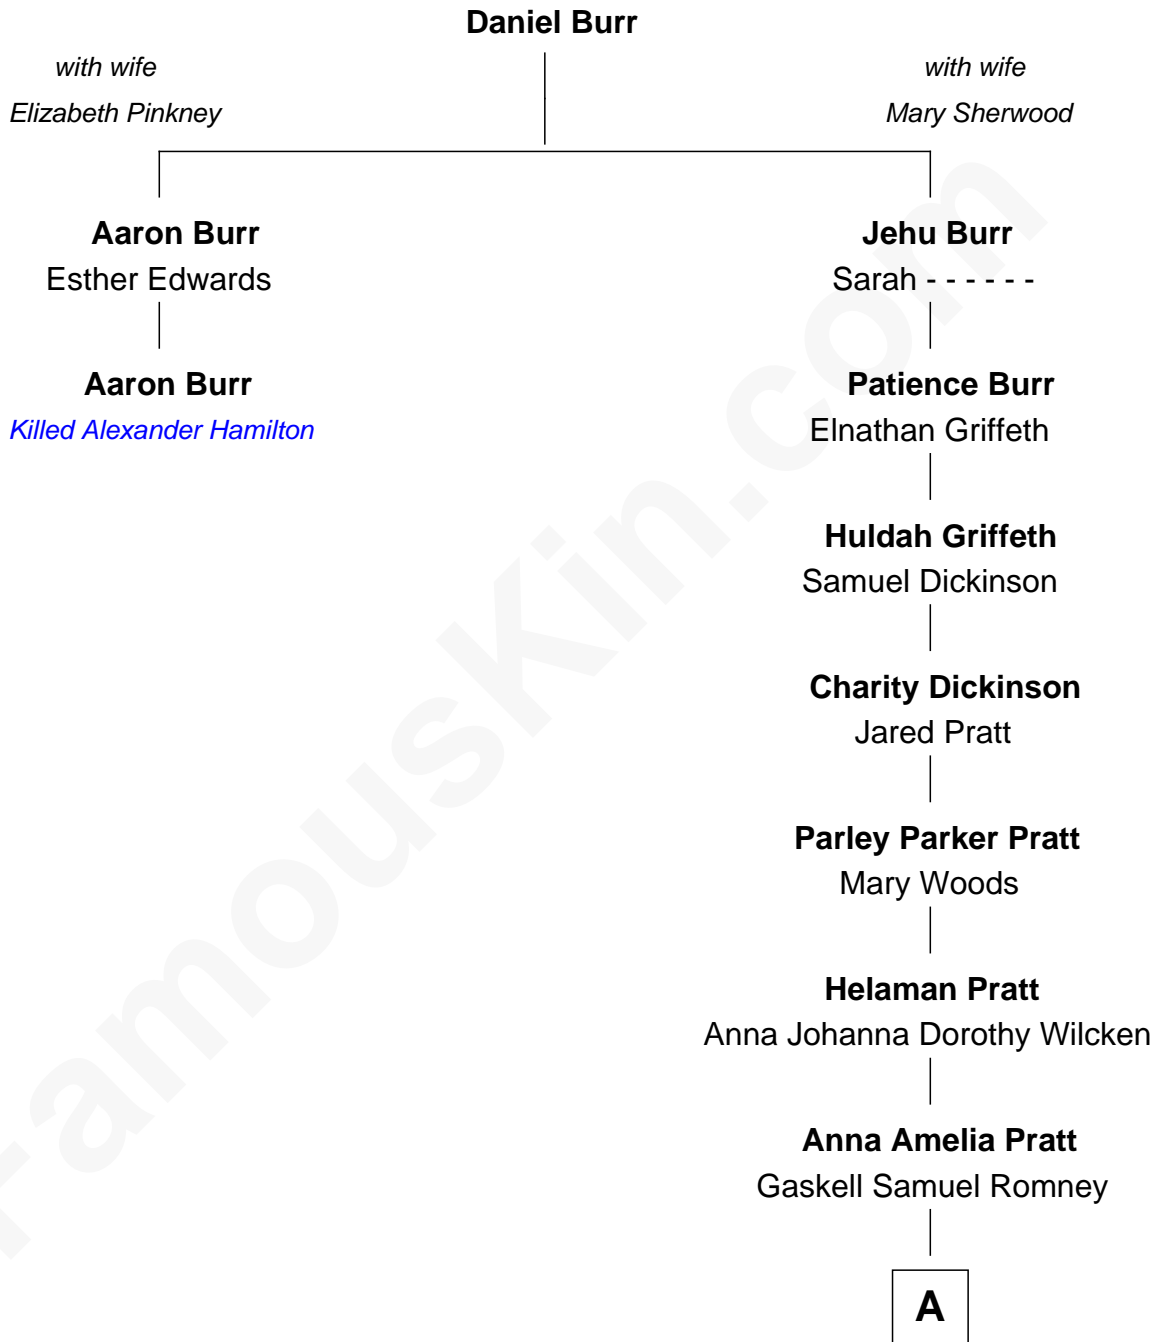 Daniel Burr
with wife
Elizabeth Pinkney
with wife
Mary Sherwood
Aaron Burr
Esther Edwards
Jehu Burr
Sarah - - - - - -
Aaron Burr
Killed Alexander Hamilton
Patience Burr
Elnathan Griffeth
Huldah Griffeth
Samuel Dickinson
Charity Dickinson
Jared Pratt
Parley Parker Pratt
Mary Woods
Helaman Pratt
Anna Johanna Dorothy Wilcken
Anna Amelia Pratt
Gaskell Samuel Romney
A
FamousKin.com